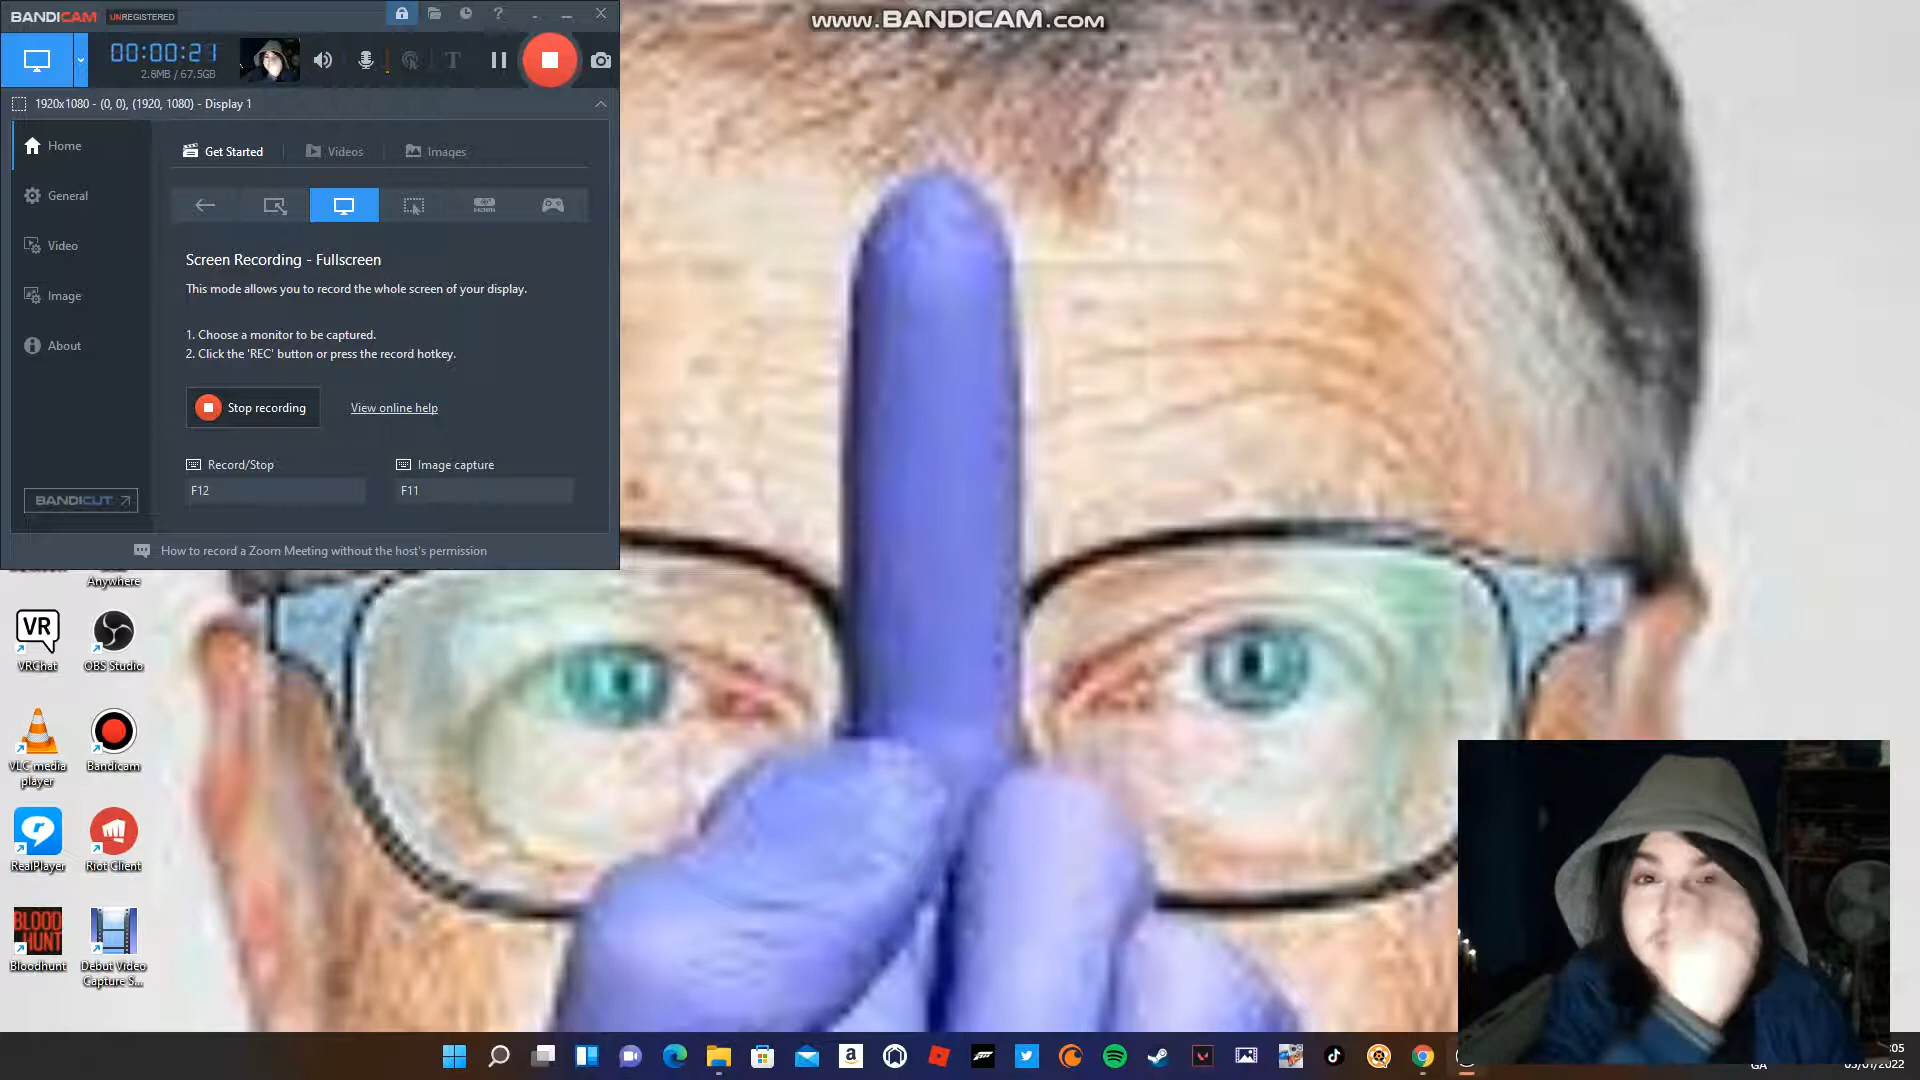 www.BANDICAM.com
BANDICAM UNREGISTERED
00:00:21
2.6MB / 67.5GB
1920x1080 - (0, 0), (1920, 1080) - Display 1
Home
General
Video
Image
About
Get Started
Videos
Images
HDMI
Screen Recording - Fullscreen
This mode allows you to record the whole screen of your display.
1. Choose a monitor to be captured.
2. Click the 'REC' button or press the record hotkey.
Stop recording
View online help
Record/Stop
Image capture
F12
F11
BANDICUT
How to record a Zoom Meeting without the host's permission
Anywhere
VR
VRChat
OBS Studio
VLC media
player
Bandicam
RealPlayer
Riot Client
BLOOD
HUNT
Bloodhunt
Debut Video
Capture S...